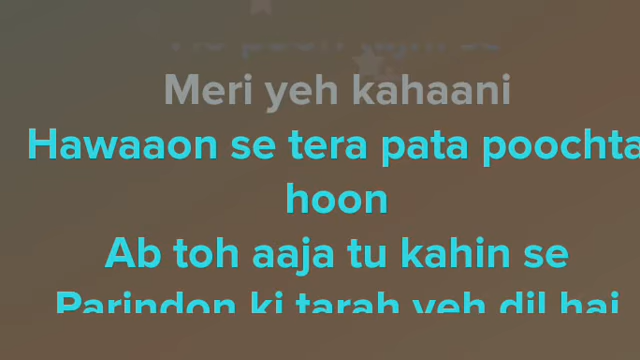 Meri yeh kahaani
Hawaaon se tera pata poochta
hoon
Ab toh aaja tu kahin se
Parindon ki tarah yeh dil hai